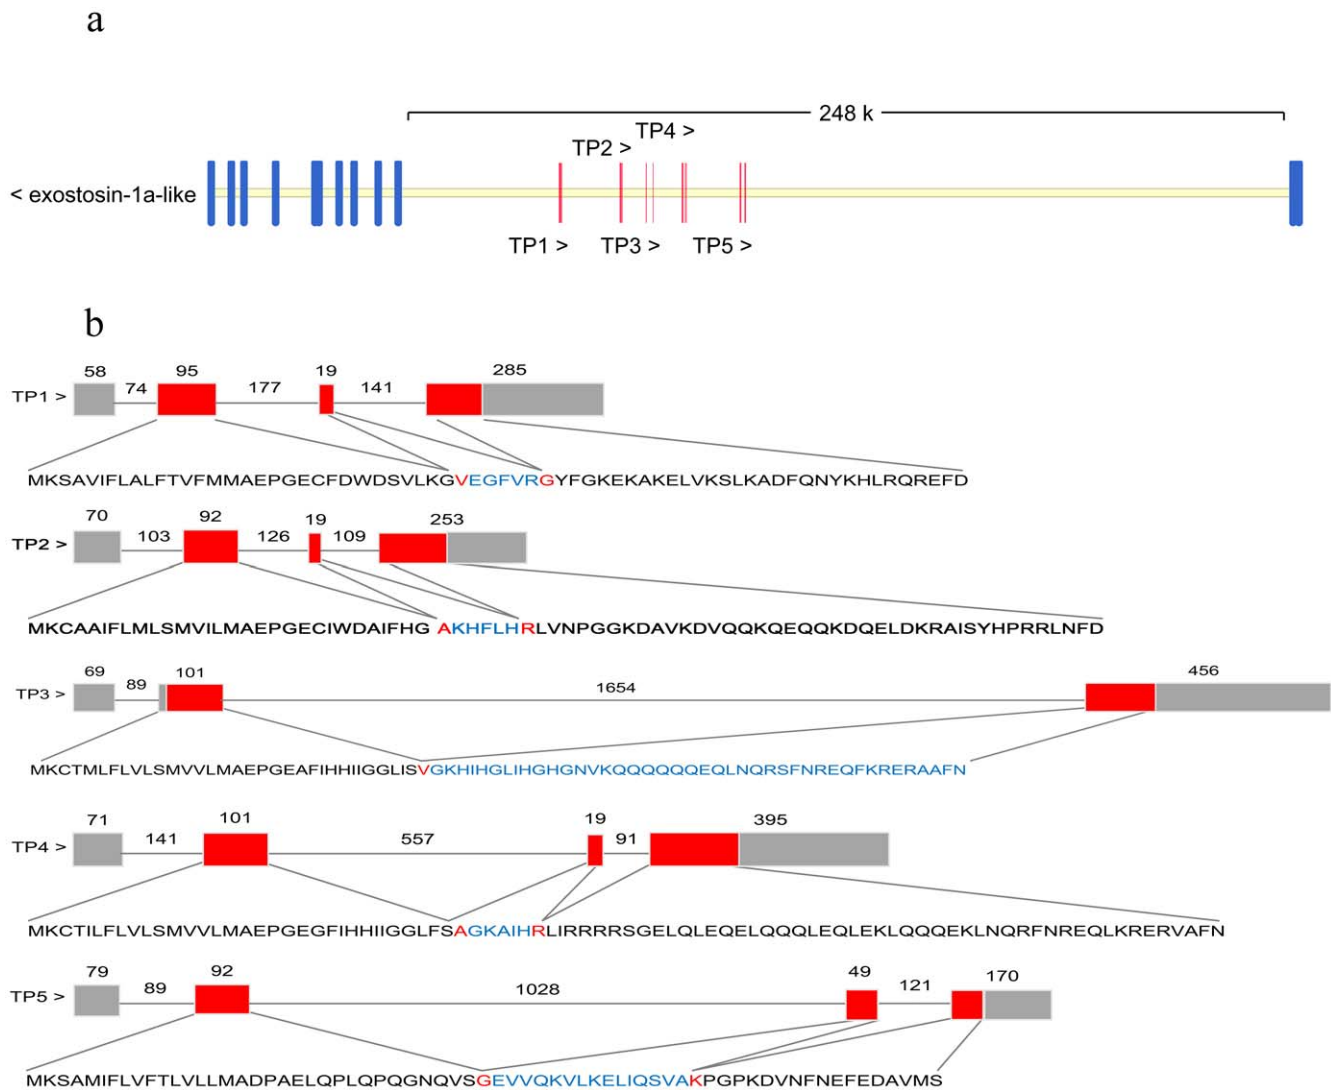 a
248 k
TP4 >
TP2 >
< exostosin-1a-like
TP1 > TP3 > TP5 >
b
58 95 19 285
TP1 > 74 177 141
MKSAVIFLALFTVFMMAEPGECFDWDSVLKGVEGFVRGYFGKEKAKELVKSLKADFQNYKHLRQREFD
70 92 19 253
TP2 > 103 126 109
MKCAAIFLMLSMVILMAEPGECIWDAIFHG AKHFLHRLVNPGGKDAVKDVQQKQEQQKDQELDKRAISYHPRRLNFD
69 101 456
TP3 > 89 1654
MKCTMLFLVLSMVVLMAEPGEAFIHHIIGGLISVGKHIHGLIHGHGNVKQQQQQQEQLNQRSFNREQFKRERAAFN
71 101 19 395
TP4 > 141 557 91
MKCTILFLVLSMVVLMAEPGEGFIHHIIGGLFSAGKAIHRLIRRRRSGELQLEQELQQQLEQLEKLQQQEKLNQRFNREQLKRERVAFN
79 92 49 170
TP5 > 89 1028 121
MKSAMIFLVFTLVLLMADPAELQPLQPQGNQVSGEVVQKVLKELIQSVAKPGPKDVNFNEFEDAVMS